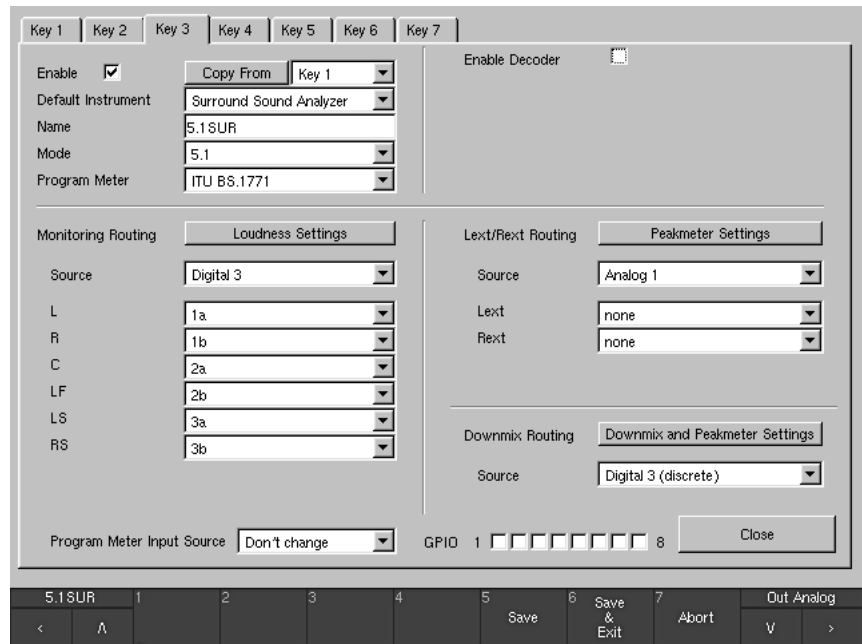 Key 1 Key 2 Key 3 Key 4 Key 5 Key 6 Key 7
Enable Copy From Key 1
Default Instrument Surround Sound Analyzer
Name 5.1SUR
Mode 5.1
Program Meter ITU BS.1771
Enable Decoder
Monitoring Routing Loudness Settings
Source Digital 3
L 1a
R 1b
C 2a
LF 2b
LS 3a
RS 3b
Lext/Rext Routing Peakmeter Settings
Source Analog 1
Lext none
Rext none
Downmix Routing Downmix and Peakmeter Settings
Source Digital 3 (discrete)
Program Meter Input Source Don't change
GPIO 1 8
Close
5.1SUR 1 2 3 4 5 6 7 Out Analog
< Λ Save Save & Exit Abort V >